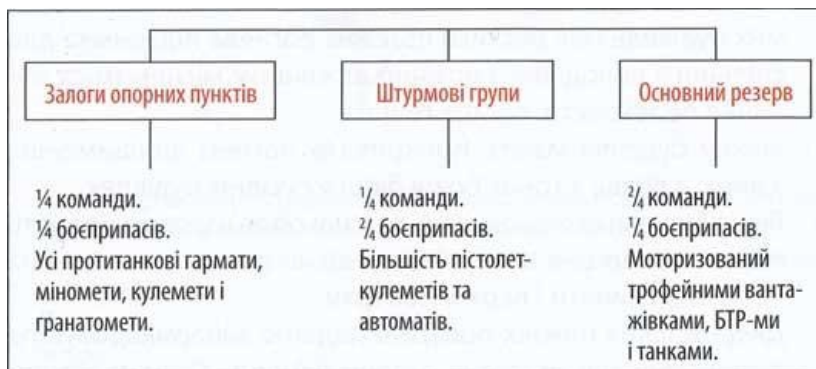 Залоги опорних пунктів
¼ команди.
¼ боєприпасів.
Усі протитанкові гармати,
міномети, кулемети і
гранатомети.
Штурмові групи
¼ команди.
²/₄ боєприпасів.
Більшість пістолет-
кулеметів та
автоматів.
Основний резерв
²/₄ команди.
¼ боєприпасів.
Моторизований
трофейними ванта-
жівками, БТР-ми
і танками.